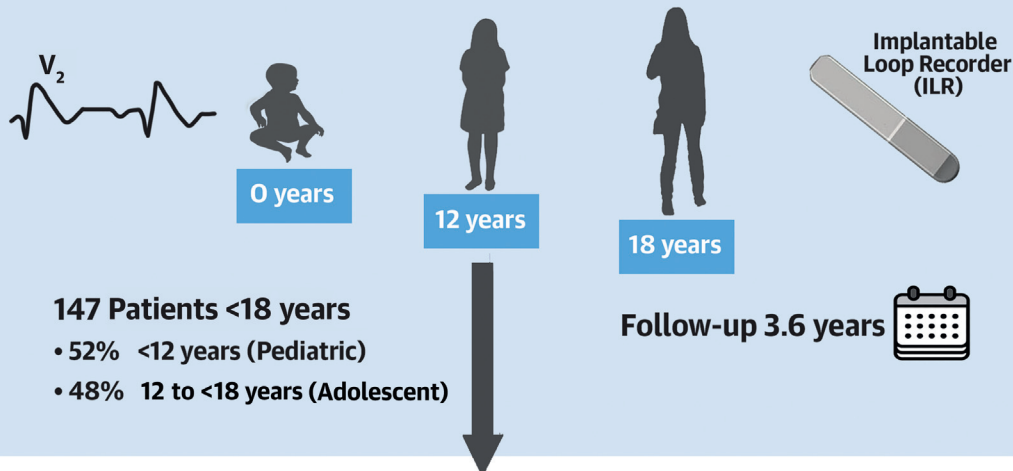 V2
Implantable
Loop Recorder
(ILR)
0 years
12 years
18 years
147 Patients <18 years
• 52% <12 years (Pediatric)
• 48% 12 to <18 years (Adolescent)
Follow-up 3.6 years